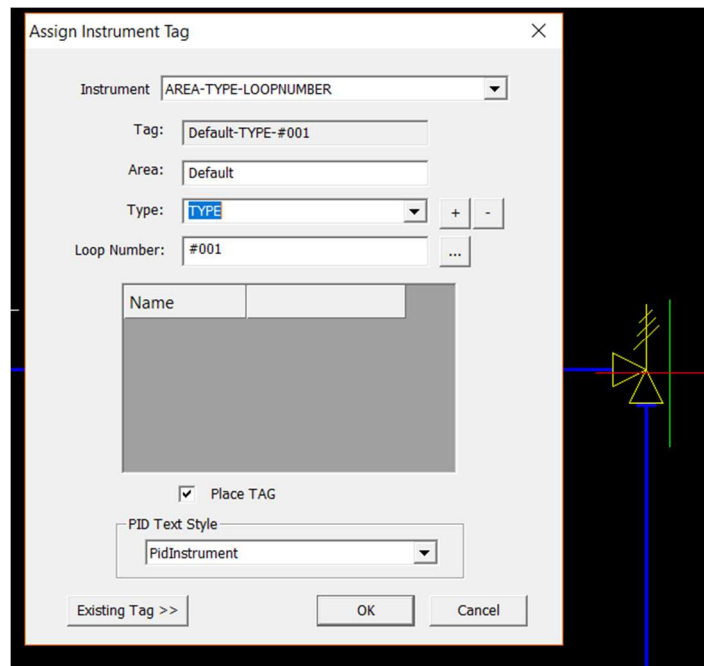 Assign Instrument Tag
Instrument AREA-TYPE-LOOPNUMBER
Tag: Default-TYPE-#001
Area: Default
Type: TYPE + -
Loop Number: #001 ...
Name
Place TAG
PID Text Style
PidInstrument
Existing Tag >> OK Cancel